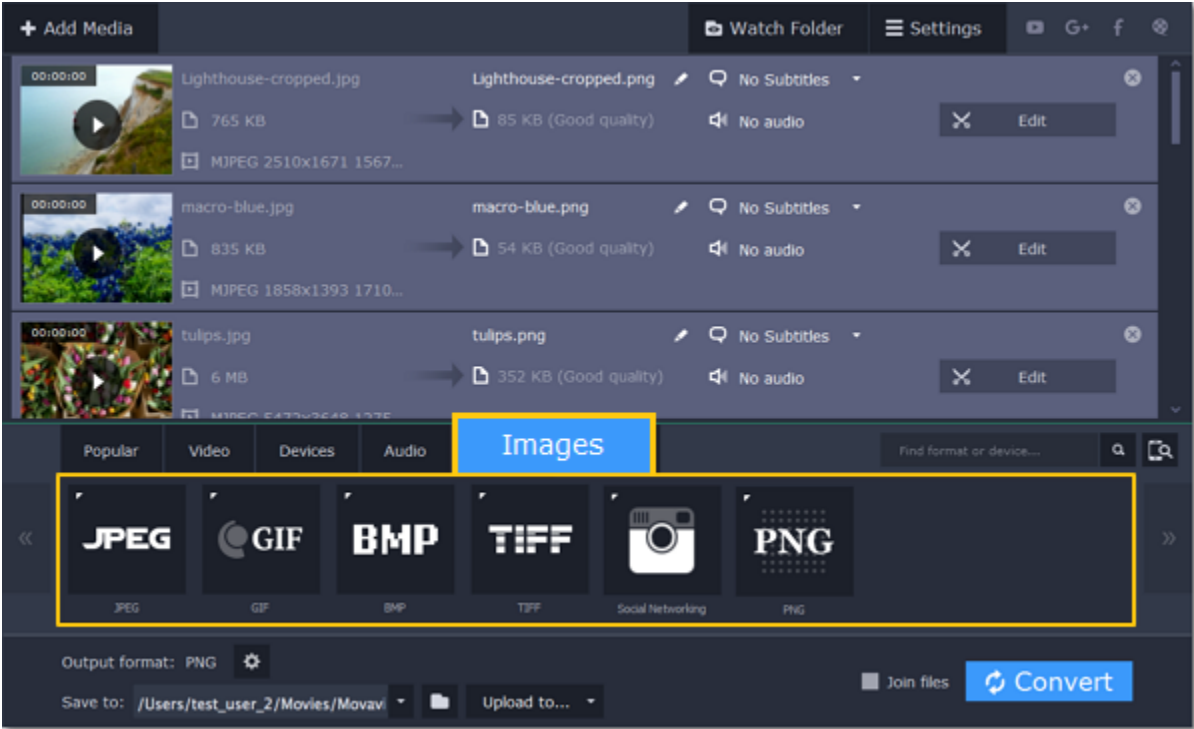 Add Media
Watch Folder
Settings
G+
f
00:00:00
Lighthouse-cropped.jpg
Lighthouse-cropped.png
No Subtitles
765 KB
85 KB (Good quality)
No audio
Edit
MJPEG 2510x1671 1567...
00:00:00
macro-blue.jpg
macro-blue.png
No Subtitles
835 KB
54 KB (Good quality)
No audio
Edit
MJPEG 1858x1393 1710...
00:00:00
tulips.jpg
tulips.png
No Subtitles
6 MB
352 KB (Good quality)
No audio
Edit
MJPEG 5472x3648 1275
Popular
Video
Devices
Audio
Images
Find format or device....
JPEG
GIF
BMP
TIFF
PNG
JPEG
GIF
BMP
TIFF
Social Networking
PNG
Output format: PNG
Join files
Convert
Save to: /Users/test_user_2/Movies/Movavi
Upload to...